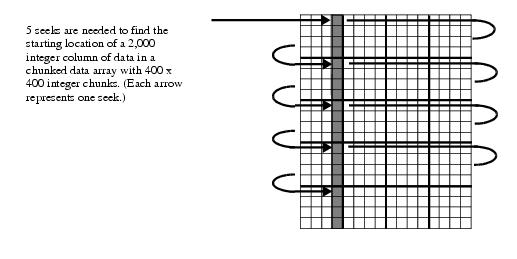 5 seeks are needed to find the
starting location of a 2,000
integer column of data in a
chunked data array with 400 x
400 integer chunks. (Each arrow
represents one seek.)